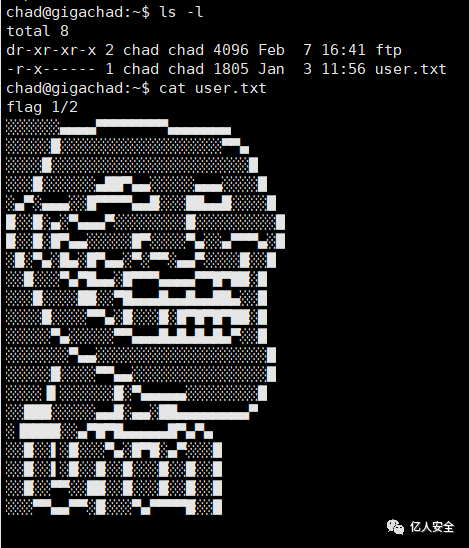 chad@gigachad:~$ ls -l
total 8
dr-xr-xr-x 2 chad chad 4096 Feb  7 16:41 ftp
-r-x------ 1 chad chad 1805 Jan  3 11:56 user.txt
chad@gigachad:~$ cat user.txt
flag 1/2
亿人安全